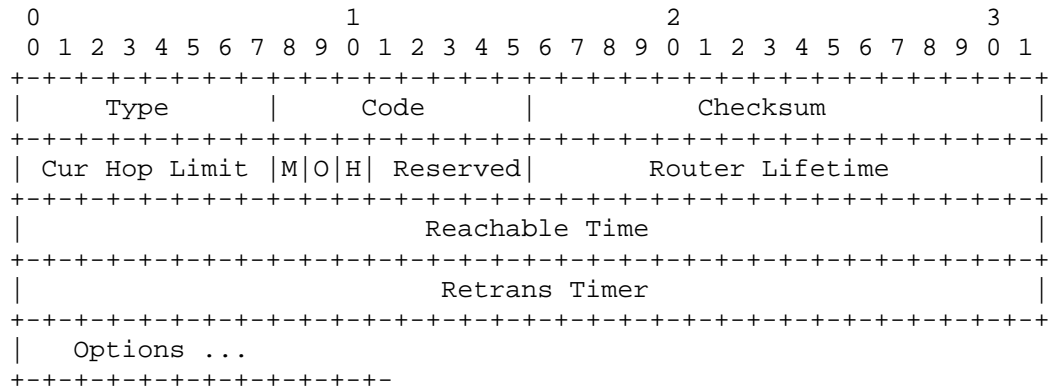 0                   1                   2                   3
 0 1 2 3 4 5 6 7 8 9 0 1 2 3 4 5 6 7 8 9 0 1 2 3 4 5 6 7 8 9 0 1
+-+-+-+-+-+-+-+-+-+-+-+-+-+-+-+-+-+-+-+-+-+-+-+-+-+-+-+-+-+-+-+-+
|     Type      |     Code      |          Checksum             |
+-+-+-+-+-+-+-+-+-+-+-+-+-+-+-+-+-+-+-+-+-+-+-+-+-+-+-+-+-+-+-+-+
| Cur Hop Limit |M|O|H| Reserved|       Router Lifetime         |
+-+-+-+-+-+-+-+-+-+-+-+-+-+-+-+-+-+-+-+-+-+-+-+-+-+-+-+-+-+-+-+-+
|                         Reachable Time                        |
+-+-+-+-+-+-+-+-+-+-+-+-+-+-+-+-+-+-+-+-+-+-+-+-+-+-+-+-+-+-+-+-+
|                          Retrans Timer                        |
+-+-+-+-+-+-+-+-+-+-+-+-+-+-+-+-+-+-+-+-+-+-+-+-+-+-+-+-+-+-+-+-+
|   Options ...
+-+-+-+-+-+-+-+-+-+-+-+-